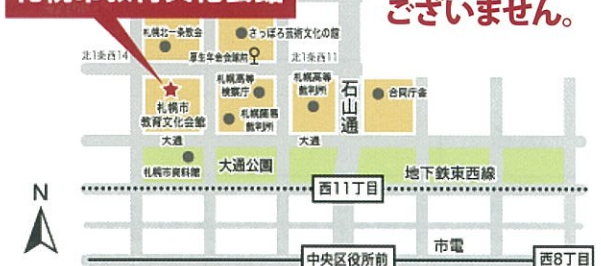 ございません。
札幌北一条教会
さっぽろ芸術文化の館
北1条西14
厚生年金会館前
北1条西11
札幌高等
検察庁
札幌高等
裁判所
石山通
合同庁舎
札幌市
教育文化会館
札幌簡易
裁判所
大通
大通
札幌市資料館
大通公園
地下鉄東西線
西11丁目
N
市電
中央区役所前
西8丁目